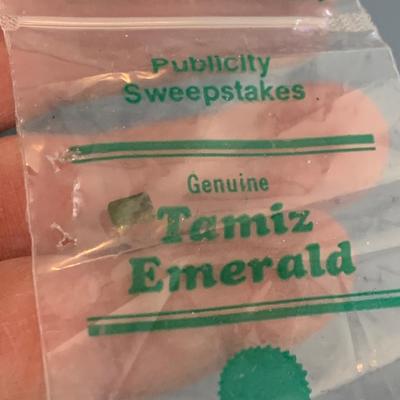 Publicity
Sweepstakes
Genuine
Tamiz
Emerald